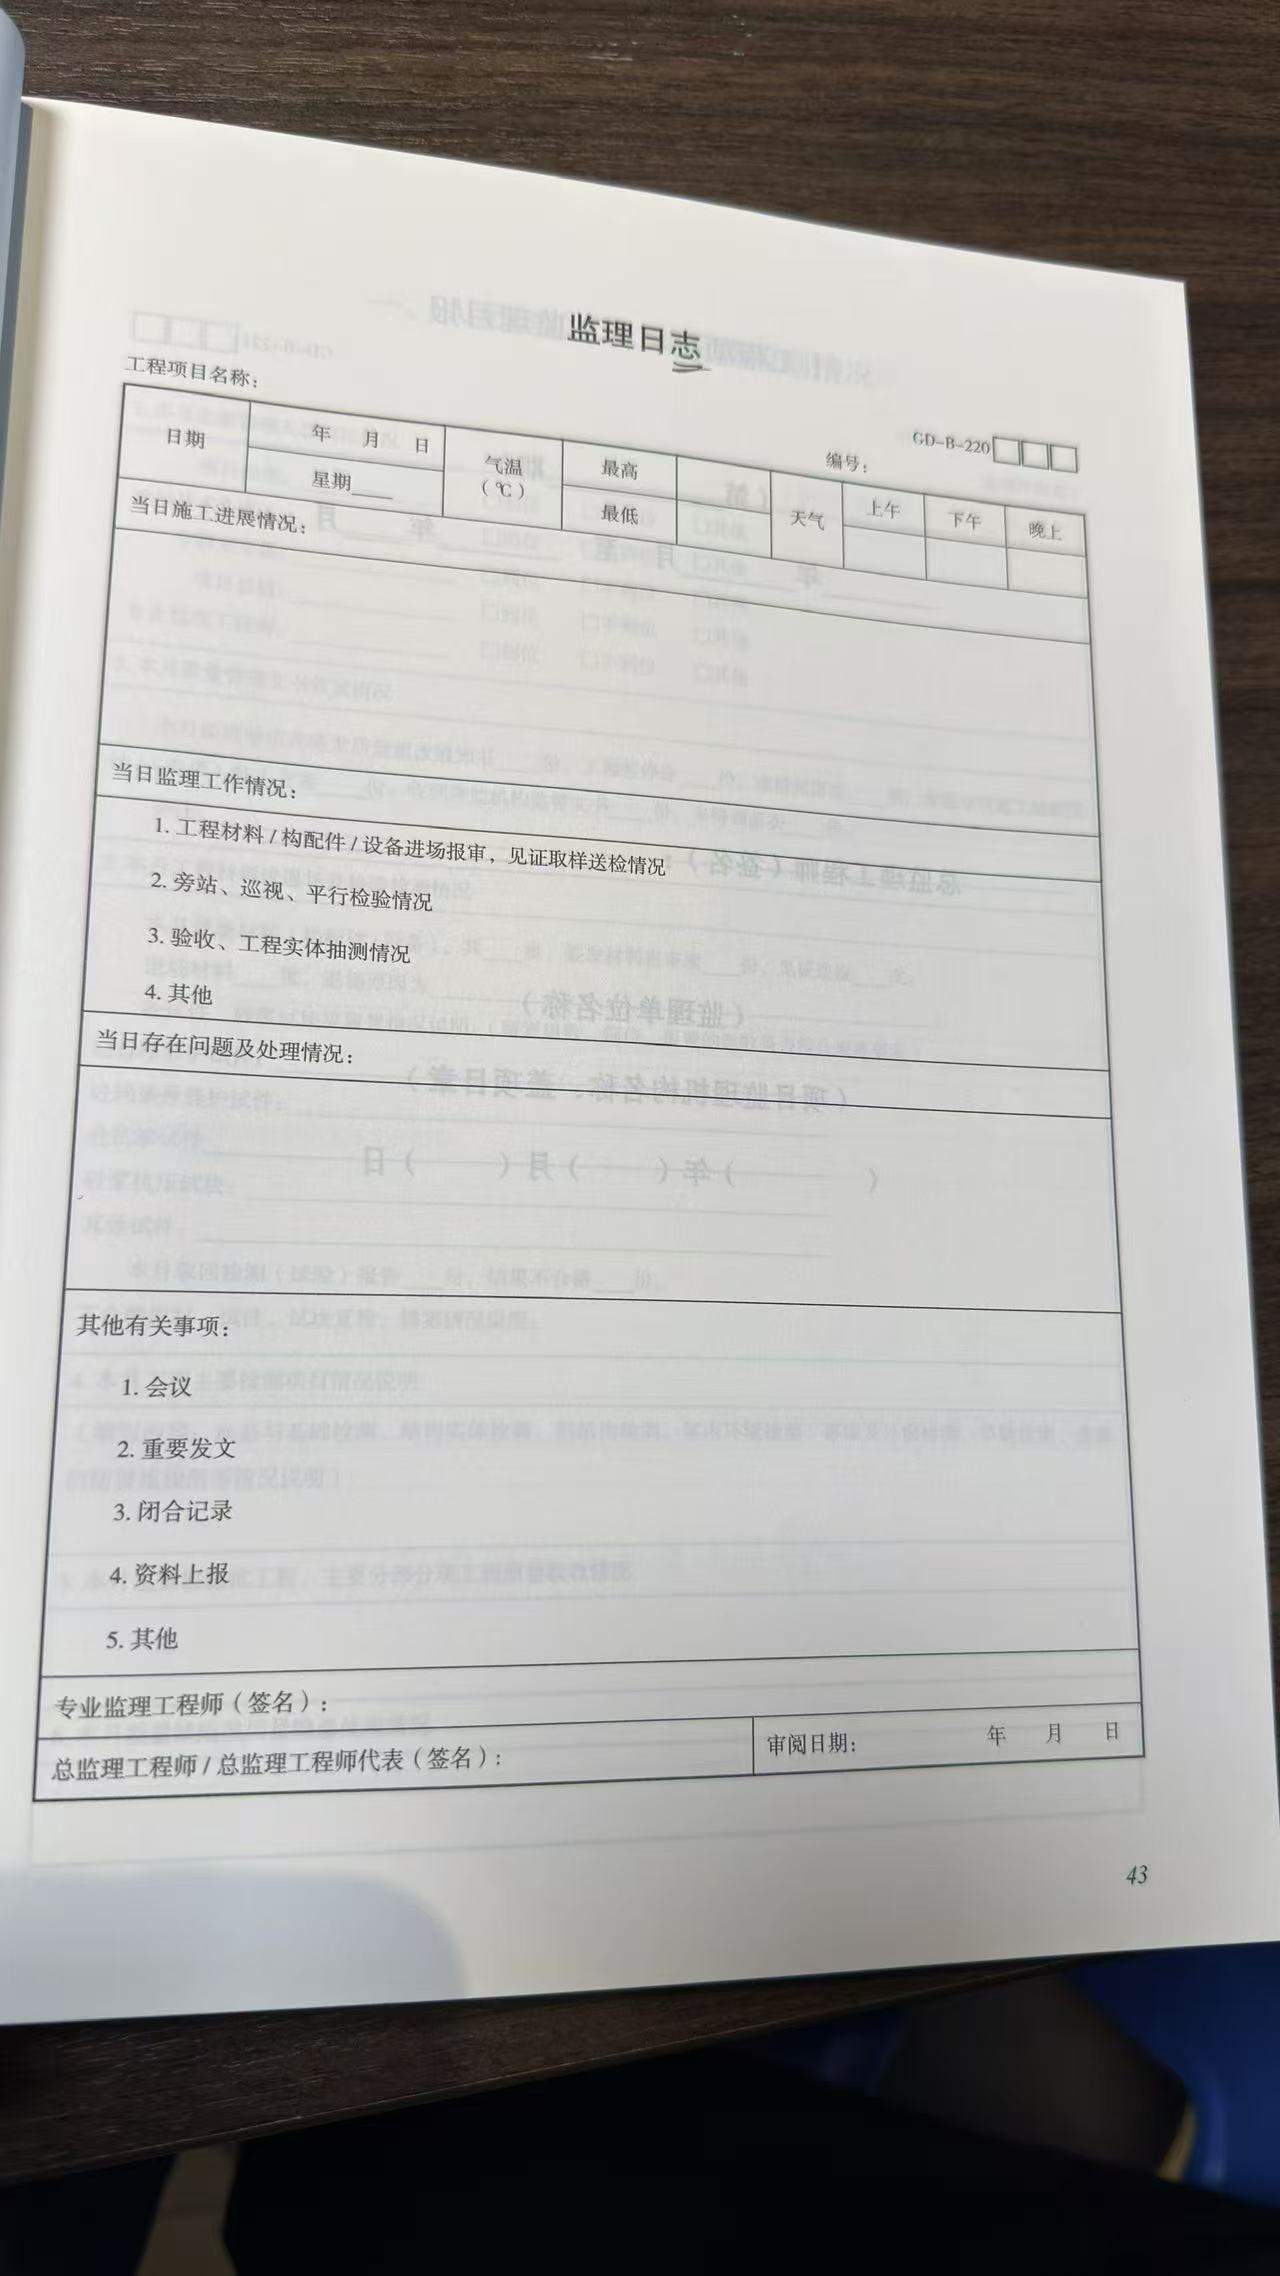 监理日志
GD-B-220□□□
工程项目名称：
编号：
日期 年 月 日 气温（℃） 最高 天气 上午 下午 晚上
星期____ 最低
当日施工进展情况：
当日监理工作情况：
1. 工程材料 / 构配件 / 设备进场报审，见证取样送检情况
2. 旁站、巡视、平行检验情况
3. 验收、工程实体抽测情况
4. 其他
当日存在问题及处理情况：
其他有关事项：
1. 会议
2. 重要发文
3. 闭合记录
4. 资料上报
5. 其他
专业监理工程师（签名）：
总监理工程师 / 总监理工程师代表（签名）： 审阅日期： 年 月 日
43